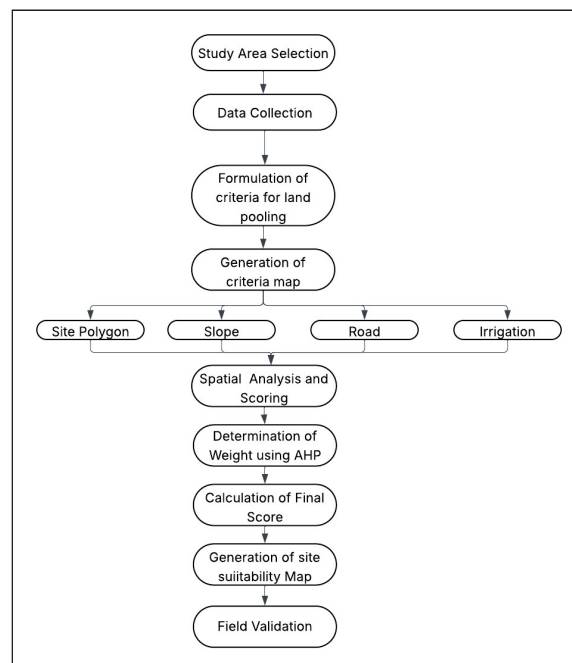 Study Area Selection
Data Collection
Formulation of
criteria for land
pooling
Generation of
criteria map
Site Polygon
Slope
Road
Irrigation
Spatial Analysis and
Scoring
Determination of
Weight using AHP
Calculation of Final
Score
Generation of site
suiitability Map
Field Validation